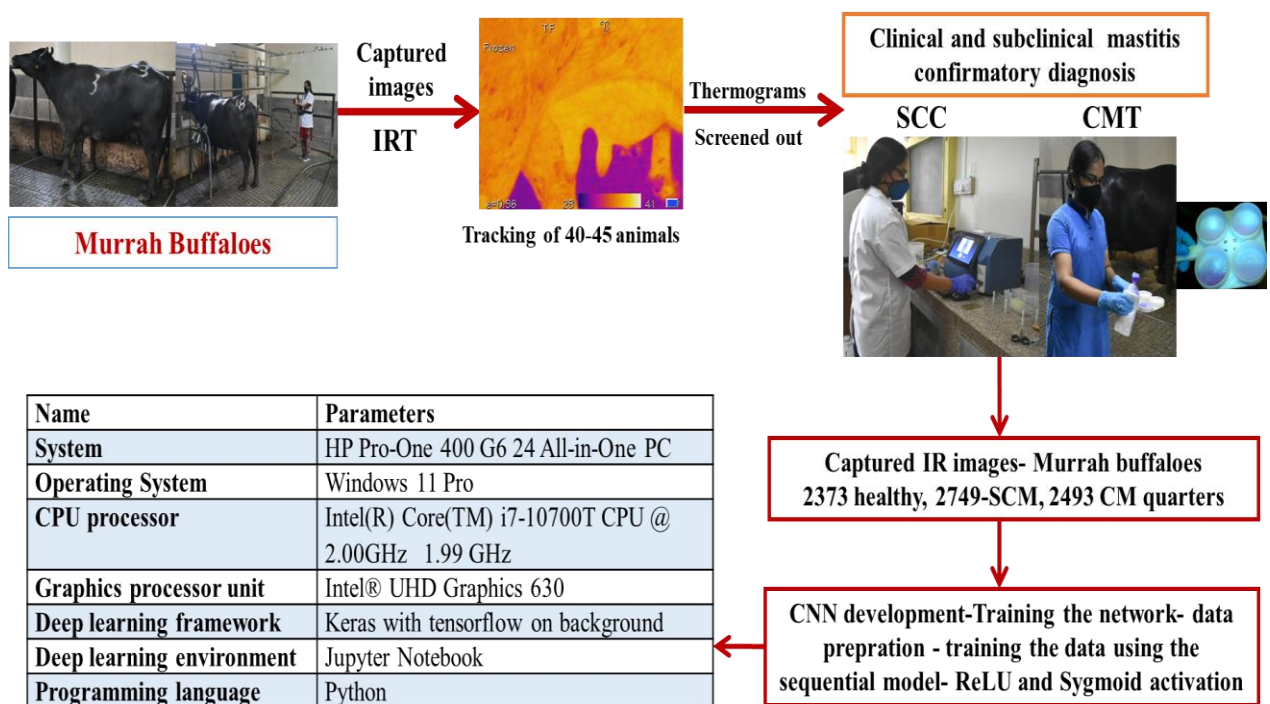 Murrah Buffaloes
Captured
images
IRT
TIF °C
Frozen
41
Tracking of 40-45 animals
Thermograms
Screened out
Clinical and subclinical mastitis
confirmatory diagnosis
SCC CMT
Captured IR images- Murrah buffaloes
2373 healthy, 2749-SCM, 2493 CM quarters
CNN development-Training the network- data
prepration - training the data using the
sequential model- ReLU and Sygmoid activation
Name Parameters
System HP Pro-One 400 G6 24 All-in-One PC
Operating System Windows 11 Pro
CPU processor Intel(R) Core(TM) i7-10700T CPU @
2.00GHz 1.99 GHz
Graphics processor unit Intel® UHD Graphics 630
Deep learning framework Keras with tensorflow on background
Deep learning environment Jupyter Notebook
Programming language Python